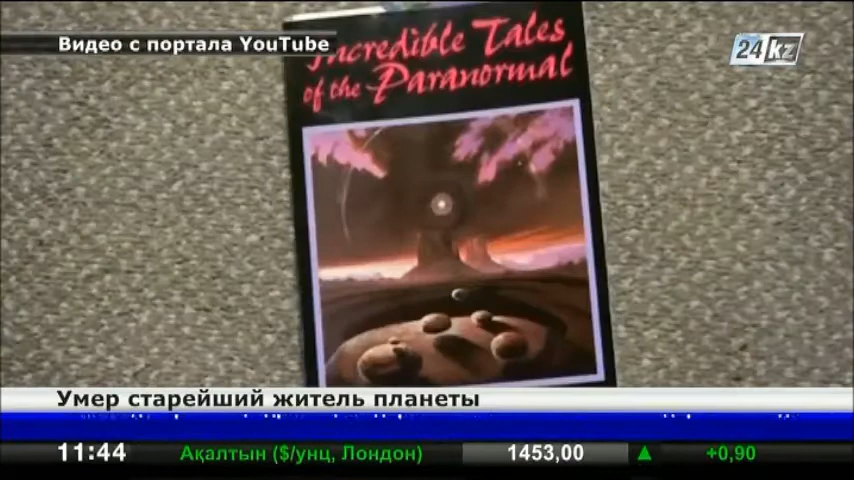 Видео с портала YouTube
24kz
Incredible Tales
of the Paranormal
Умер старейший житель планеты
11:44 Ақалтын ($/унц, Лондон) 1453,00 ▲ +0,90